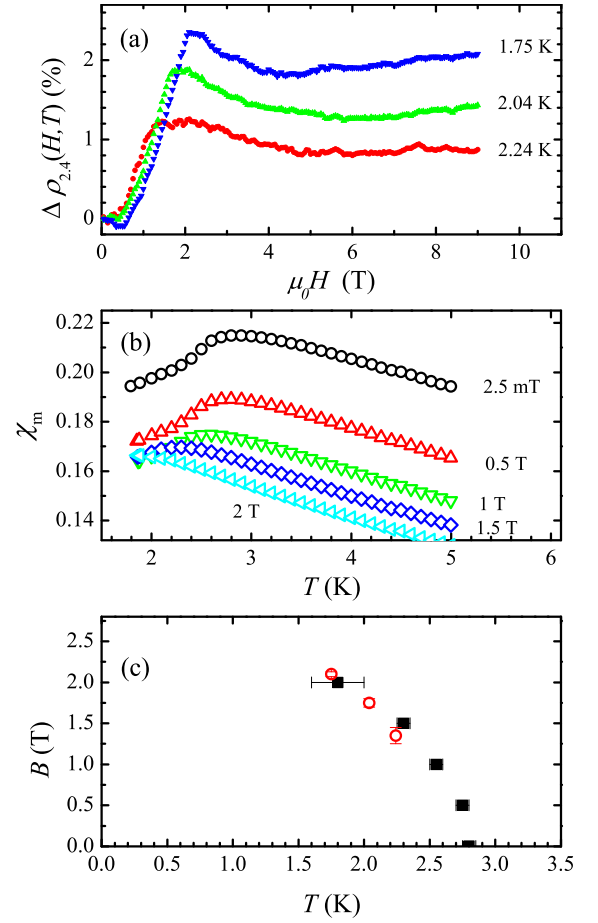 (a)
Δ ρ2,4(H,T) (%)
2
1
0
1.75 K
2.04 K
2.24 K
0 2 4 6 8 10
μ0H (T)
(b)
χm
0.22
0.20
0.18
0.16
0.14
2.5 mT
0.5 T
1 T
1.5 T
2 T
2 3 4 5 6
T (K)
(c)
B (T)
2.5
2.0
1.5
1.0
0.5
0.0
0.0 0.5 1.0 1.5 2.0 2.5 3.0 3.5
T (K)